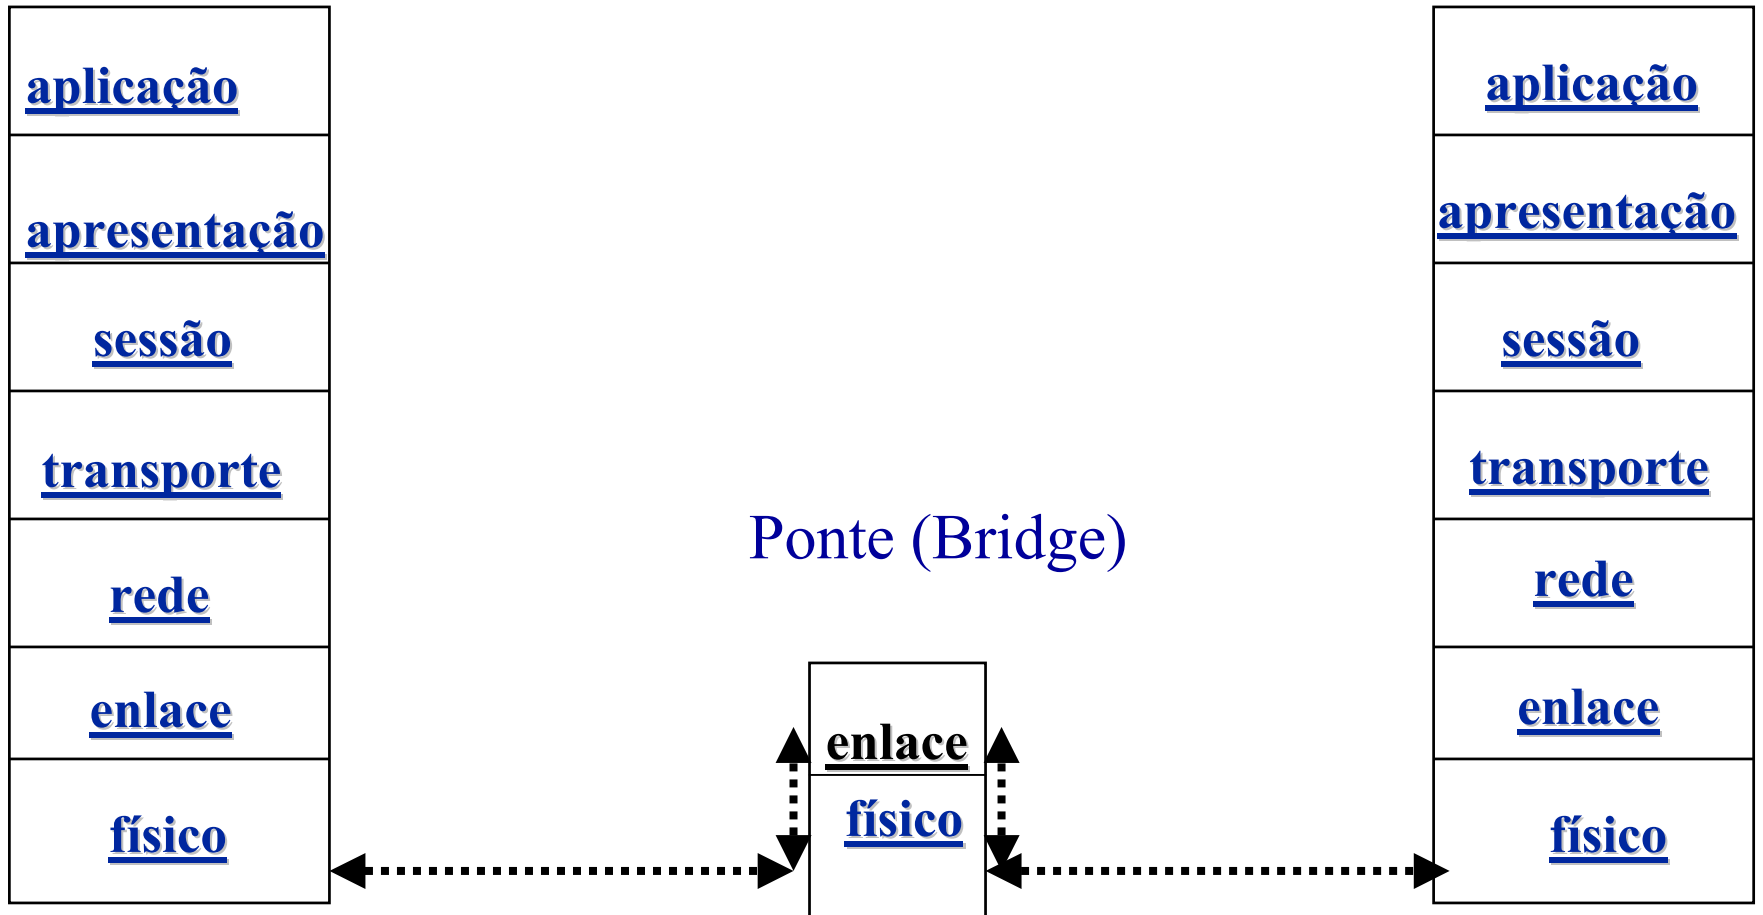 aplicação
apresentação
sessão
transporte
rede
enlace
físico
Ponte (Bridge)
enlace
físico
aplicação
apresentação
sessão
transporte
rede
enlace
físico